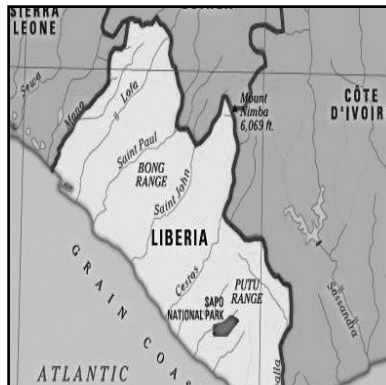 SIERRA
LEONE
Sewa
Mano
Lofa
Mount
Nimba
6,069 ft.
CÔTE
D'IVOIR
Saint Paul
BONG
RANGE
Saint John
LIBERIA
Cestos
PUTU
RANGE
SAPO
NATIONAL PARK
Sassandra
GRAIN COAS
ATLANTIC